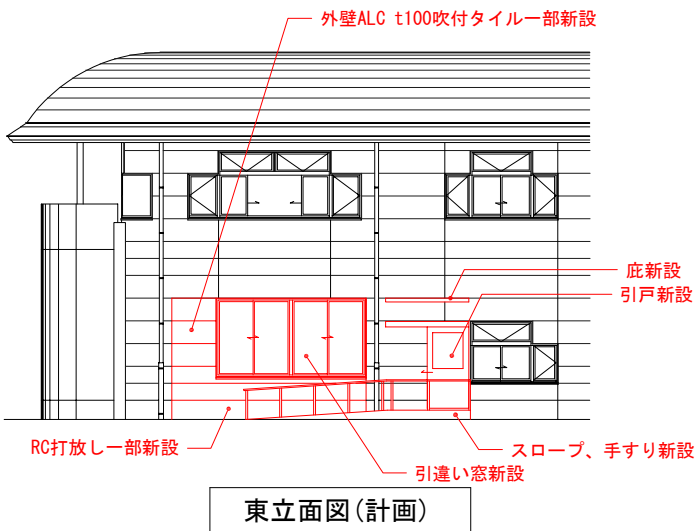 外壁ALC t100吹付タイル一部新設
庇新設
引戸新設
RC打放し一部新設
スロープ、手すり新設
引違い窓新設
東立面図(計画)